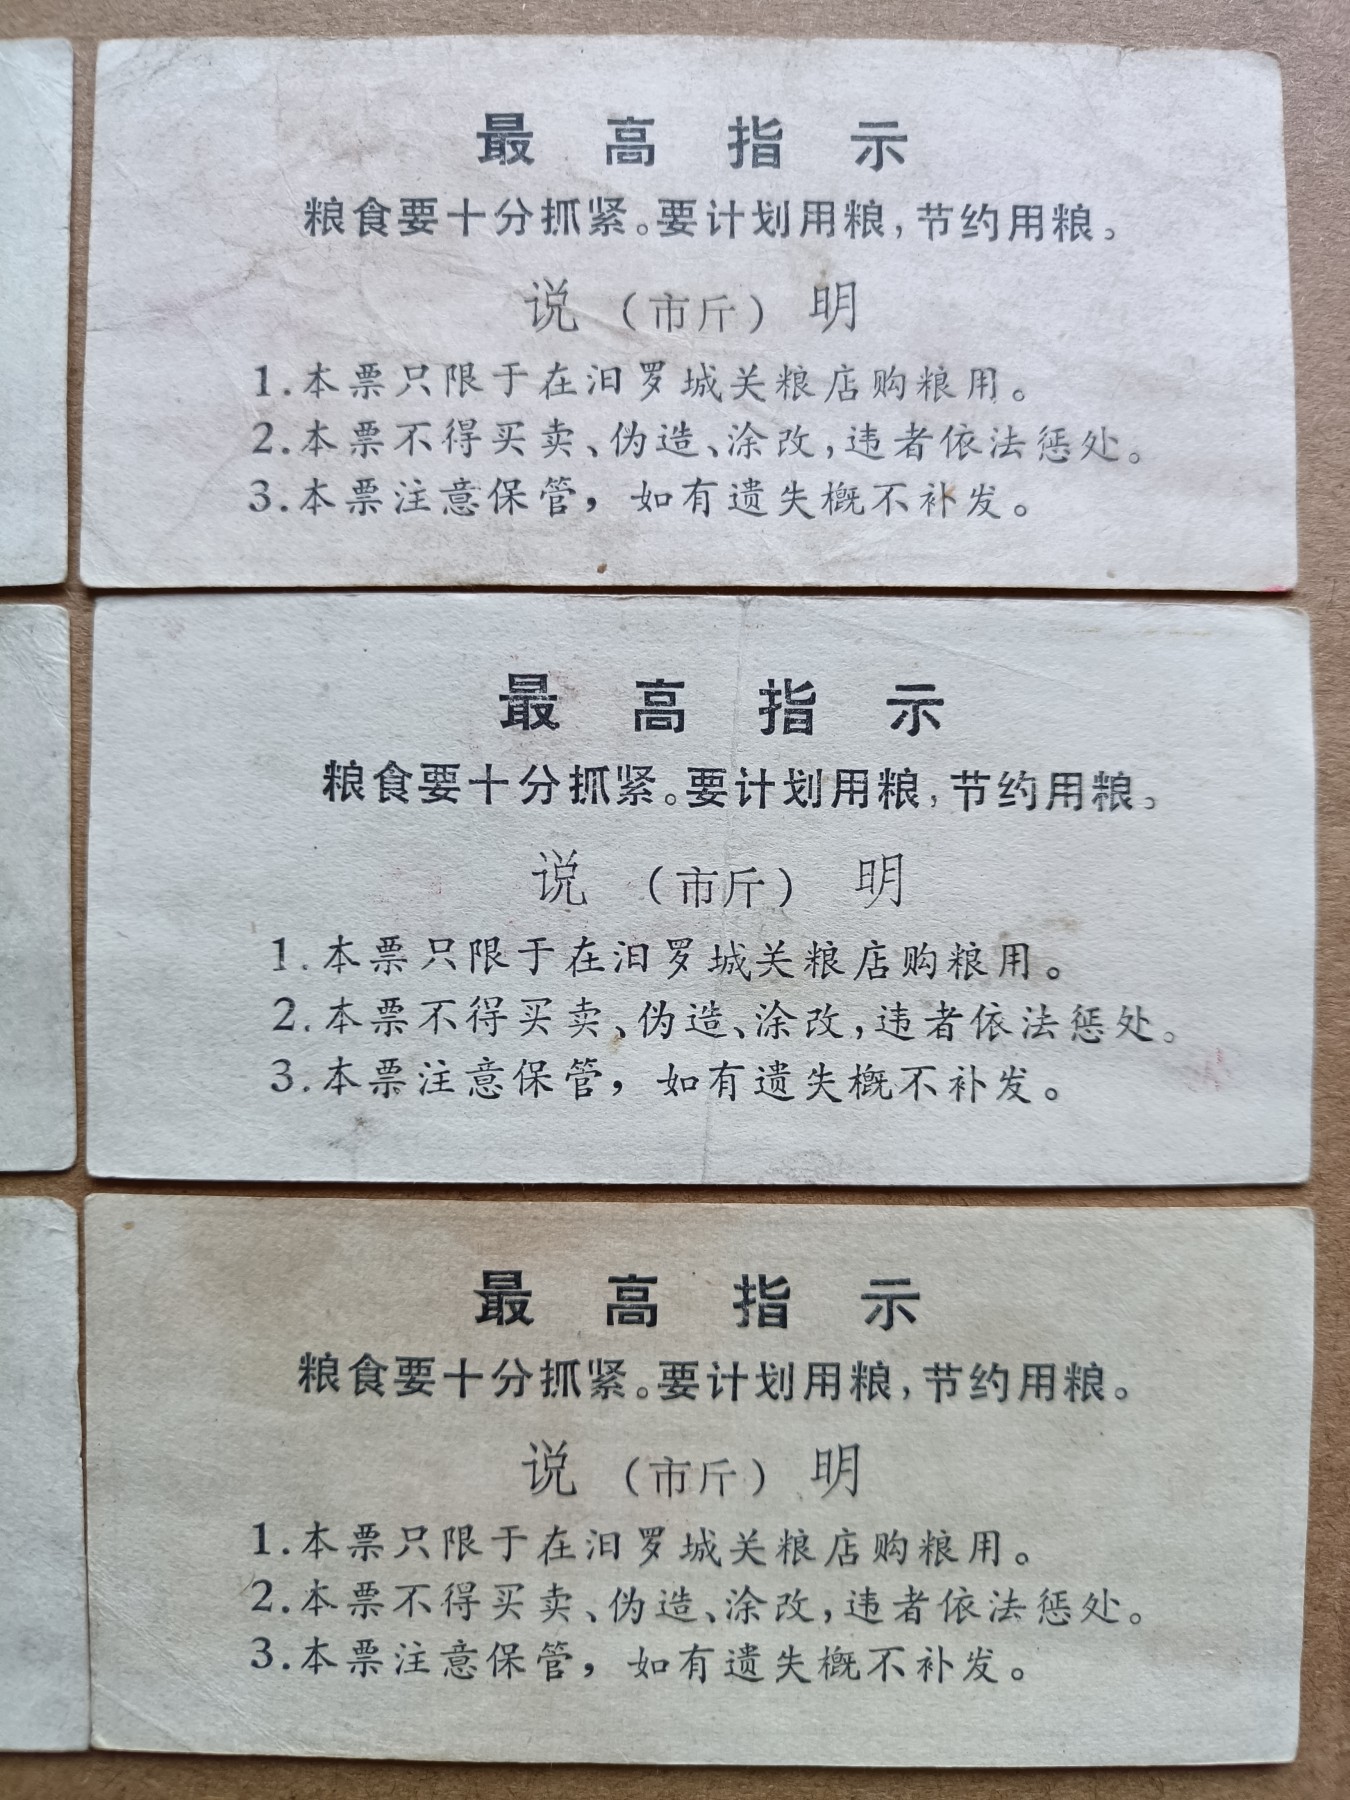 最高指示
粮食要十分抓紧。要计划用粮，节约用粮。
说（市斤）明
1.本票只限于在汨罗城关粮店购粮用。
2.本票不得买卖、伪造、涂改，违者依法惩处。
3.本票注意保管，如有遗失概不补发。
最高指示
粮食要十分抓紧。要计划用粮，节约用粮。
说（市斤）明
1.本票只限于在汨罗城关粮店购粮用。
2.本票不得买卖、伪造、涂改，违者依法惩处。
3.本票注意保管，如有遗失概不补发。
最高指示
粮食要十分抓紧。要计划用粮，节约用粮。
说（市斤）明
1.本票只限于在汨罗城关粮店购粮用。
2.本票不得买卖、伪造、涂改，违者依法惩处。
3.本票注意保管，如有遗失概不补发。